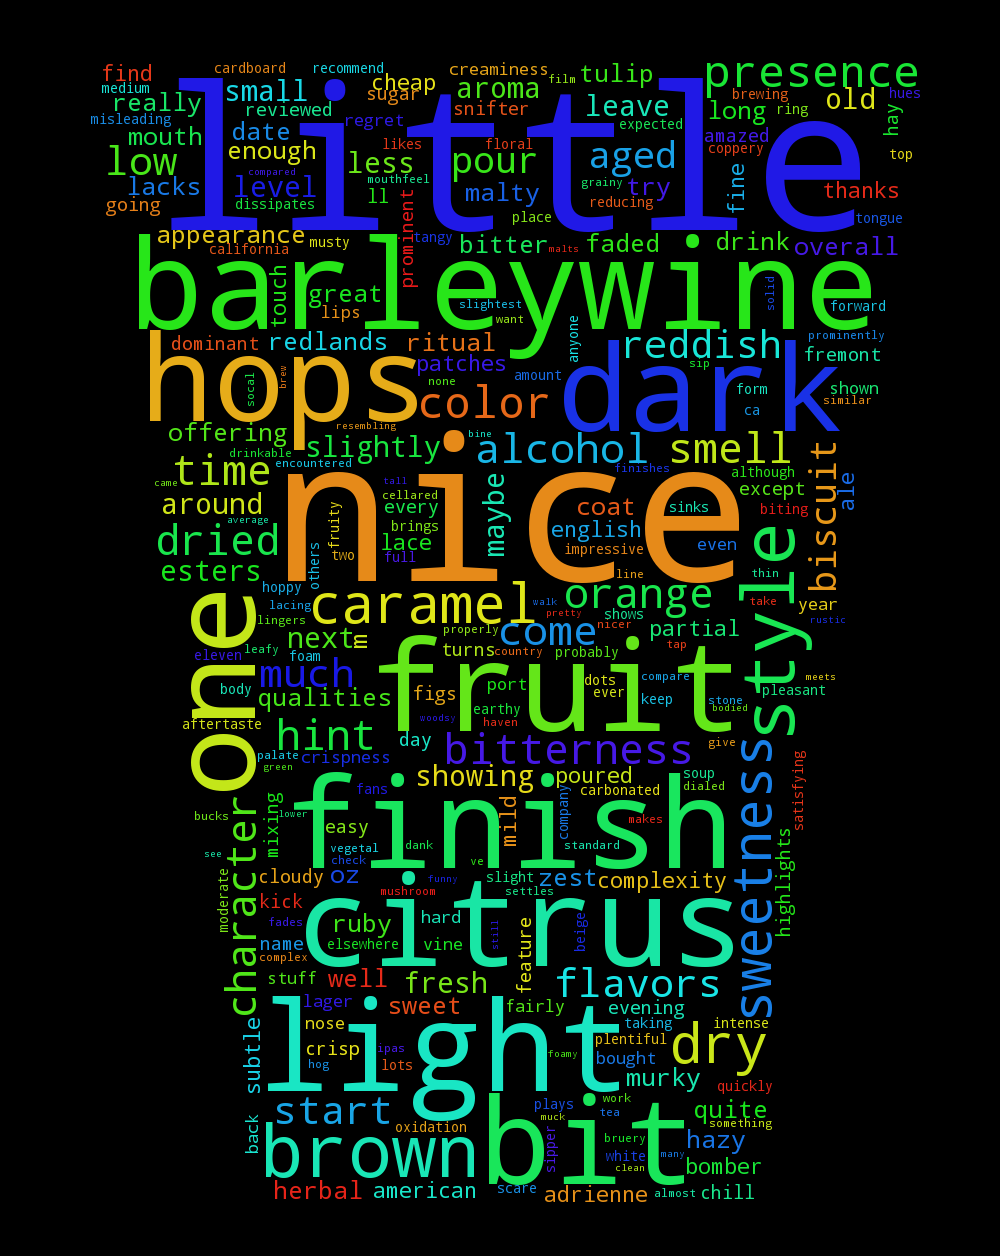 find cardboard recommend creaminess film tulip presence
medium small cheap sugar aroma brewing old hues
really reviewed snifter leave long ring hay
misleading mouth date regret little expected amazed
low enough likes floral pour aged coppery top
lacks level compared less mouthfeel malty grainy try fine thanks
going dissipates ll prominent place reducing tongue
appearance musty tangy bitter malts faded drink overall
california barleywine
touch great lips slightest want solid forward
dominant redlands ritual anyone reddish prominently
hops patches sip fremont
socal brew none amount dark form shown
color ca similar
offering resembling slightly bine alcohol smell
drinkable encountered finishes although biscuit ale
came time tall nice except
around average cellared every coat sinks biting
fruity brings maybe english
dried two lace impressive even style
esters others full line thin
hoppy caramel walk orange take year
one lacing pretty shows rustic
lingers properly come nicer partial
leafy next in turns country tap
eleven foam probably meets
body much qualities figs port fruit dots ever compare keep stone pleasant
earthy bodied
aftertaste hint woodsy haven
day bitterness give
palate crispness sweetness satisfying
green showing poured soup
fans carbonated dialed
bucks lower finish mild company
character mixing easy makes highlights
vegetal dank standard
see check ve
moderate cloudy oz funny slight zest complexity
mushroom settles
kick citrus
ruby hard still beige
name elsewhere vine feature
complex fades
stuff well fresh flavors
lager sweet fairly evening
subtle nose light taking intense
crisp ipas foamy plentiful dry
hog lots bought murky
quickly
start plays work bit quite
back muck tea something
oxidation bruery hazy
brown sipper white many
clean bomber
herbal american scare adrienne almost chill